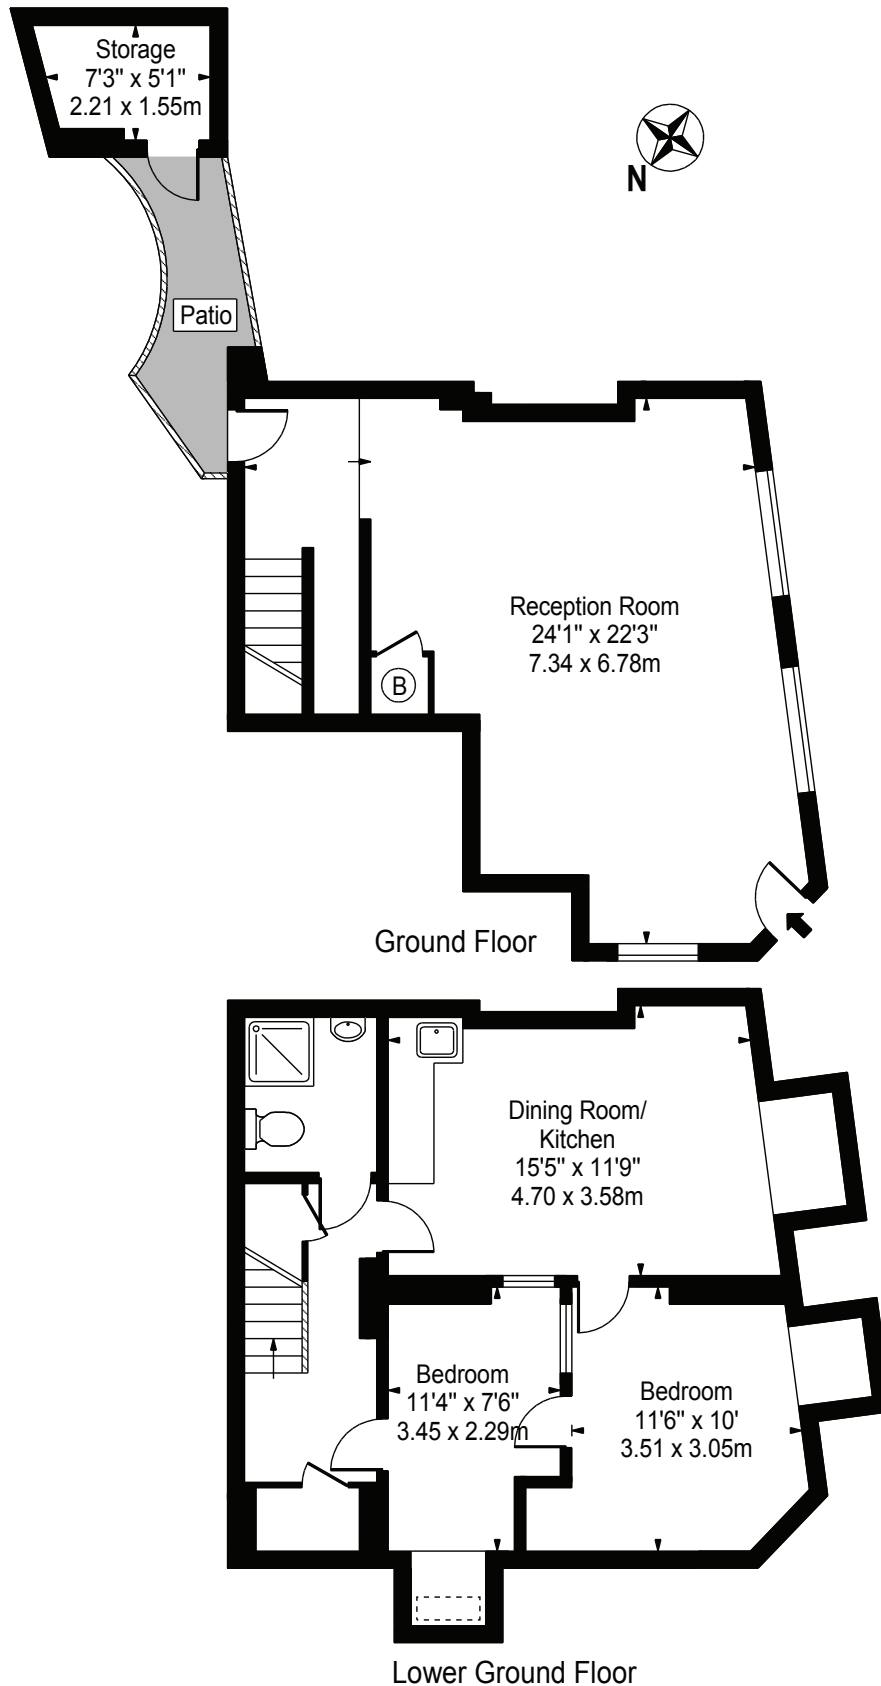 Storage
7'3" x 5'1"
2.21 x 1.55m
N
Patio
Reception Room
24'1" x 22'3"
7.34 x 6.78m
B
Ground Floor
Dining Room/
Kitchen
15'5" x 11'9"
4.70 x 3.58m
Bedroom
11'4" x 7'6"
3.45 x 2.29m
Bedroom
11'6" x 10'
3.51 x 3.05m
Lower Ground Floor